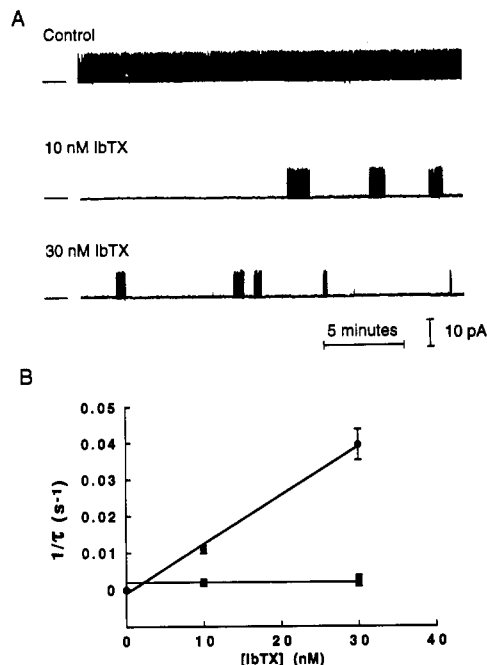 A
Control
10 nM IbTX
30 nM IbTX
5 minutes
10 pA
B
0.05
0.04
0.03
0.02
0.01
0
1/τ (s-1)
0
10
20
30
40
[IbTX] (nM)